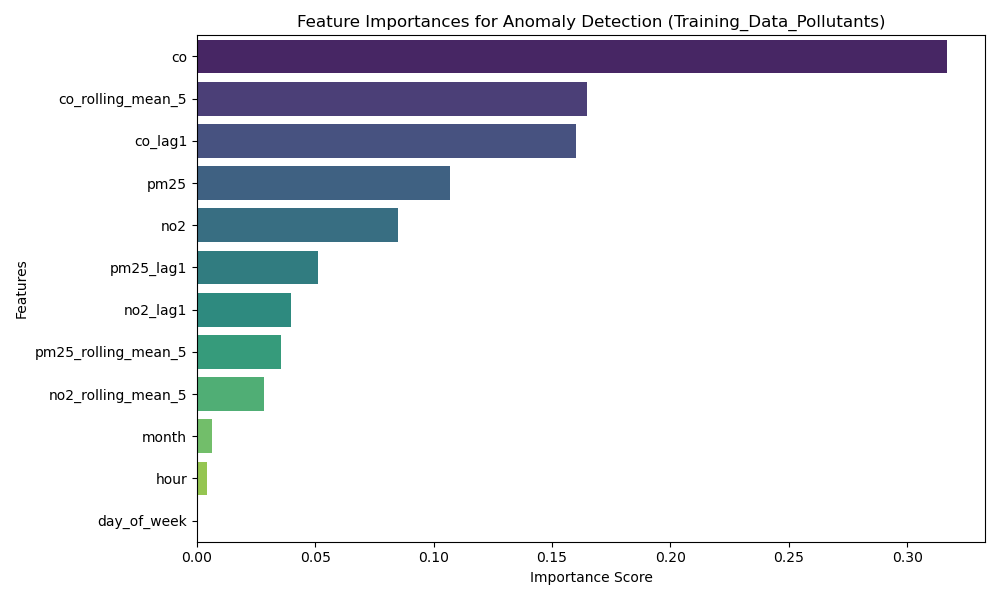 Feature Importances for Anomaly Detection (Training_Data_Pollutants)
co
co_rolling_mean_5
co_lag1
pm25
no2
pm25_lag1
no2_lag1
pm25_rolling_mean_5
no2_rolling_mean_5
month
hour
day_of_week
Features
0.00 0.05 0.10 0.15 0.20 0.25 0.30
Importance Score